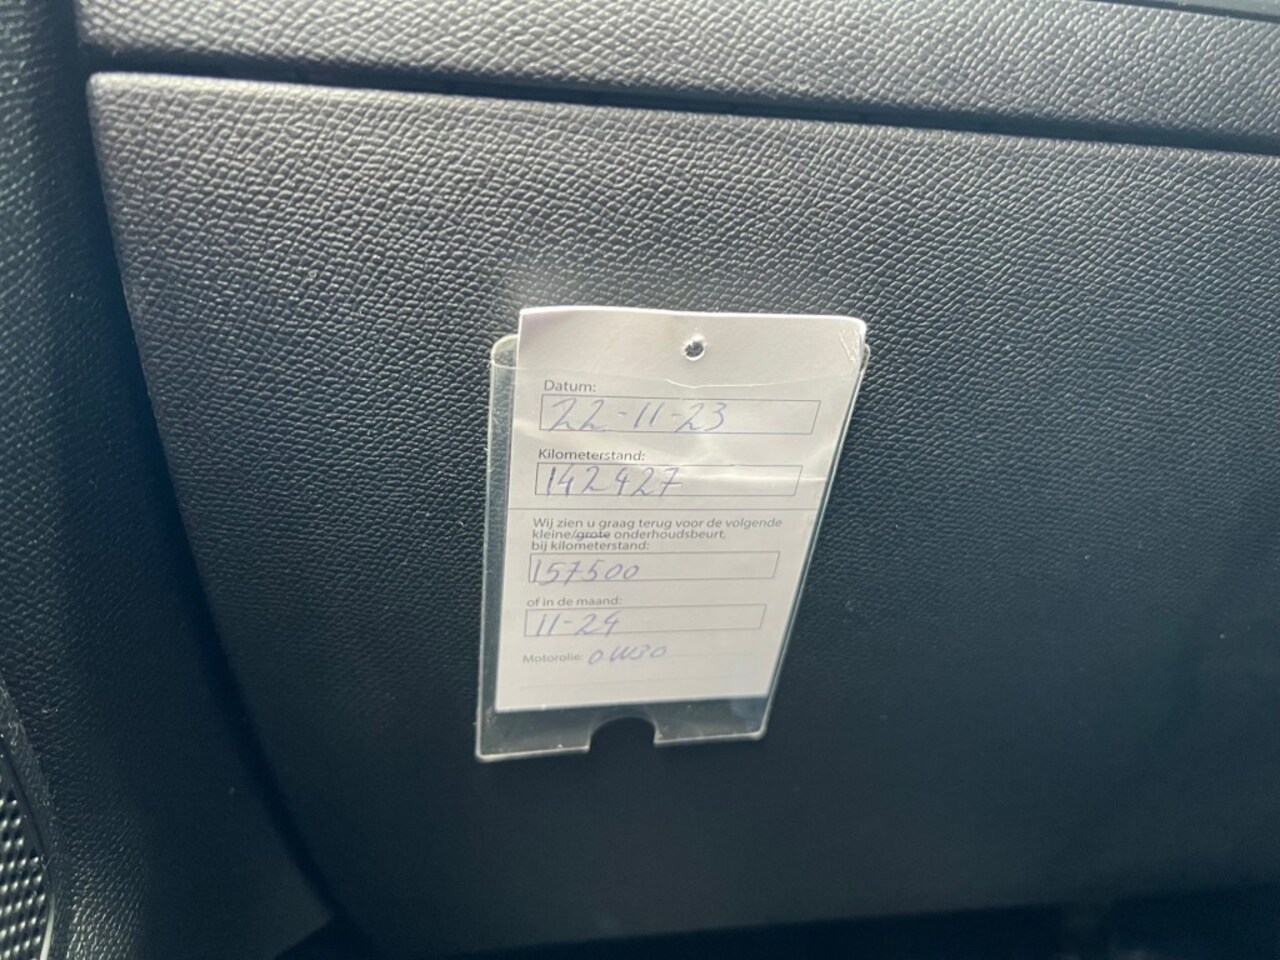 Datum:
22-11-23
Kilometerstand:
142427
Wij zien u graag terug voor de volgende
kleine/grote onderhoudsbeurt,
bij kilometerstand:
157500
of in de maand:
11-24
Motorolie: 0W30